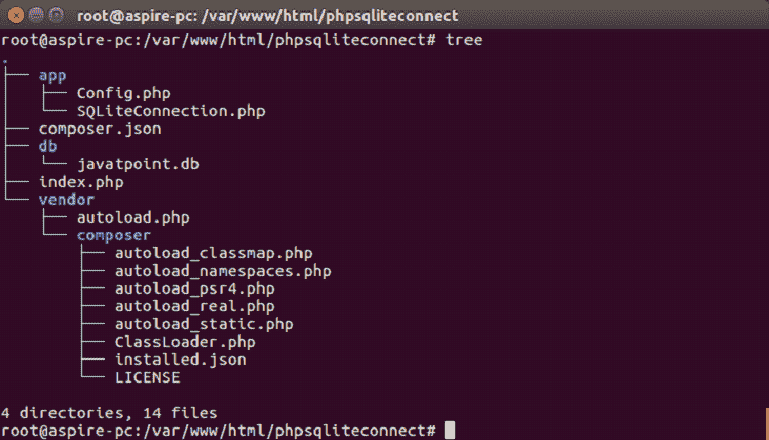 root@aspire-pc: /var/www/html/phpsqliteconnect
root@aspire-pc:/var/www/html/phpsqliteconnect# tree
.
├── app
│   ├── Config.php
│   └── SQLiteConnection.php
├── composer.json
├── db
│   └── javatpoint.db
├── index.php
└── vendor
    ├── autoload.php
    └── composer
        ├── autoload_classmap.php
        ├── autoload_namespaces.php
        ├── autoload_psr4.php
        ├── autoload_real.php
        ├── autoload_static.php
        ├── ClassLoader.php
        ├── installed.json
        └── LICENSE
4 directories, 14 files
root@aspire-pc:/var/www/html/phpsqliteconnect#